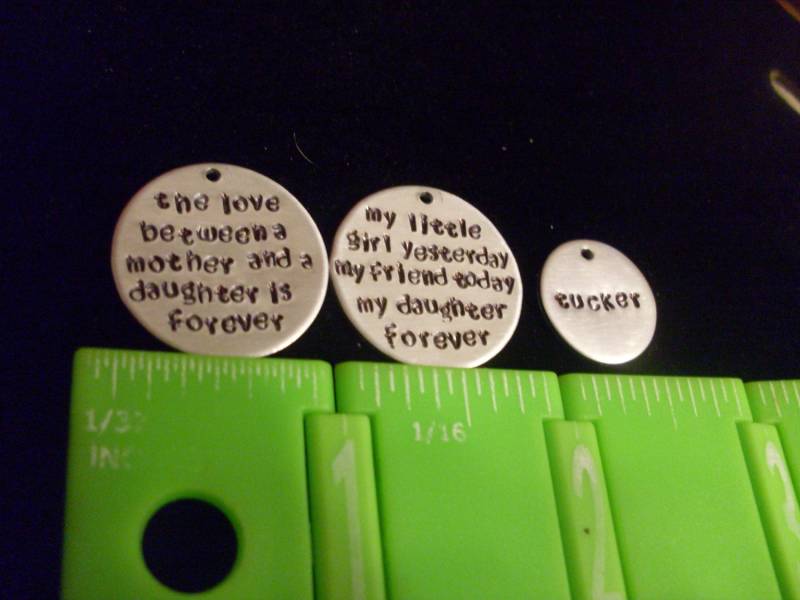 the love
between a
mother and a
daughter is
forever
my little
girl yesterday
my friend today
my daughter
forever
tucker
1/32
1/16
IN
1
2